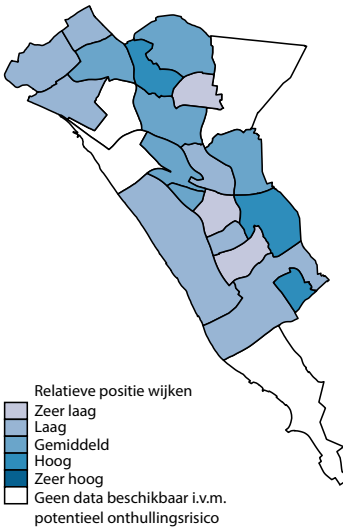 Relatieve positie wijken
Zeer laag
Laag
Gemiddeld
Hoog
Zeer hoog
Geen data beschikbaar i.v.m.
potentieel onthullingsrisico